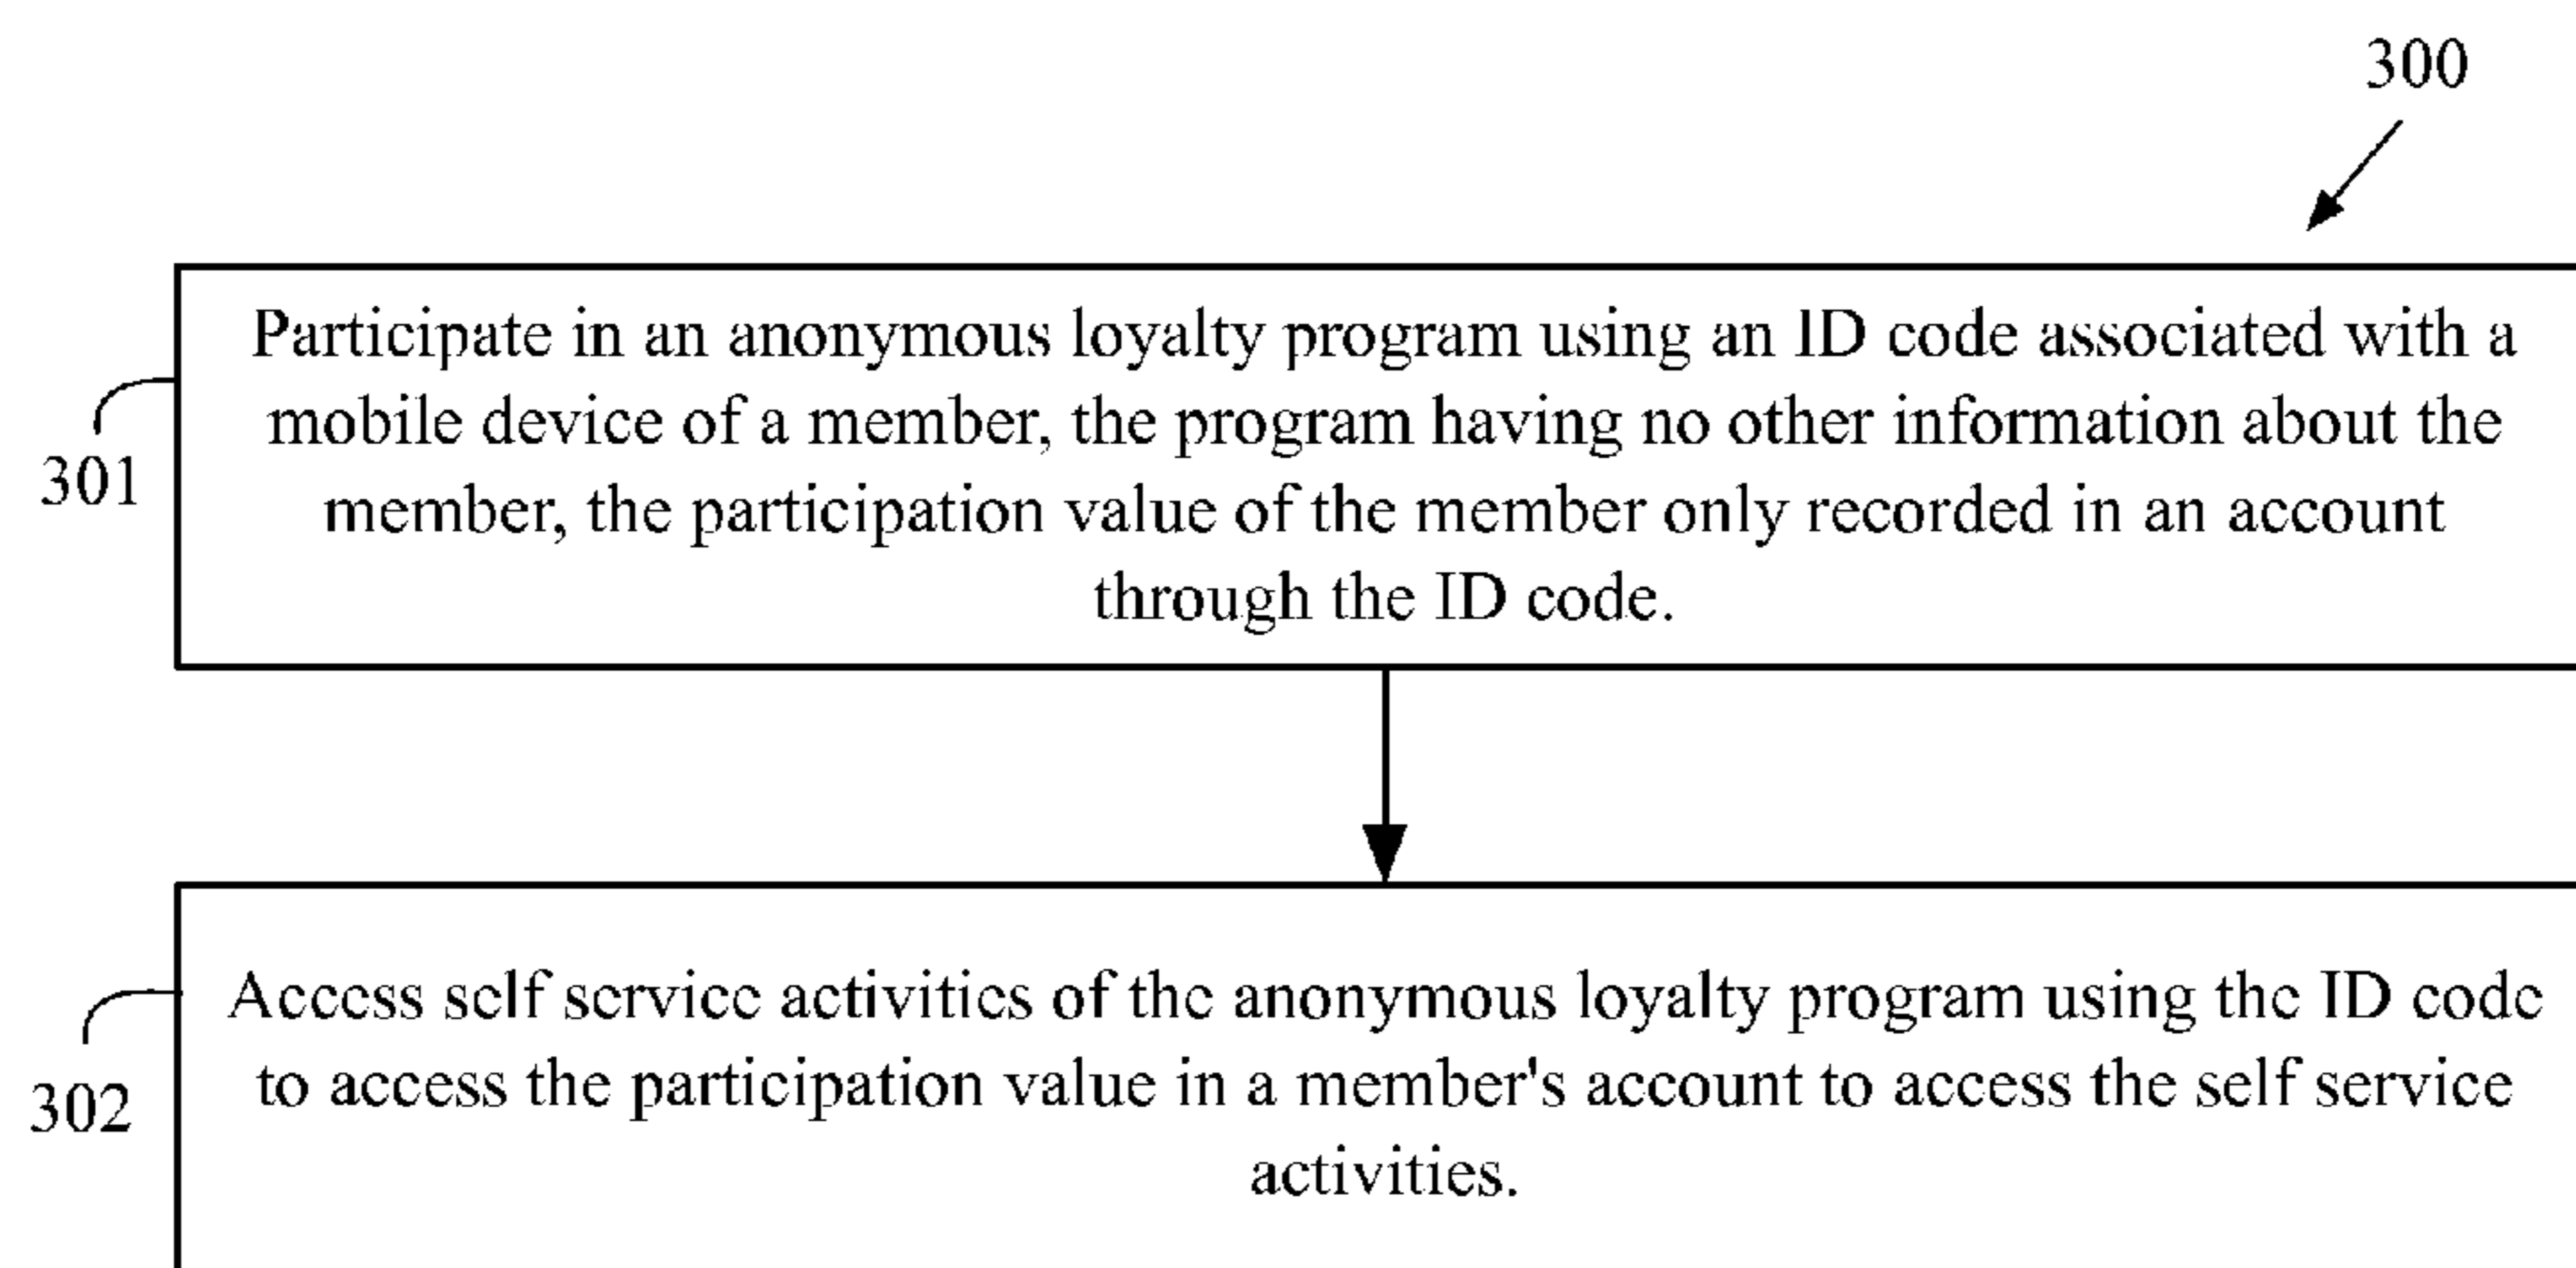 300
Participate in an anonymous loyalty program using an ID code associated with a
mobile device of a member, the program having no other information about the
301
member, the participation value of the member only recorded in an account
through the ID code.
Access self service activities of the anonymous loyalty program using the ID code
to access the participation value in a member's account to access the self service
302
activities.